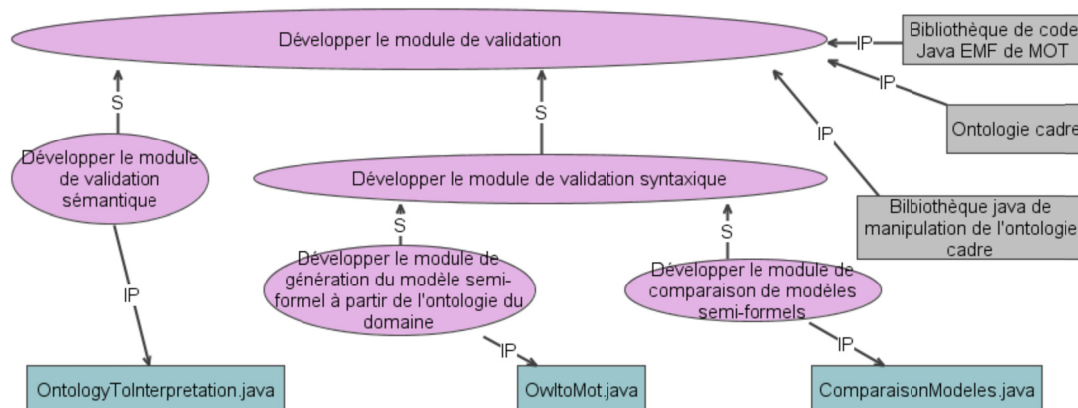 Développer le module de validation
IP
Bibliothèque de code
Java EMF de MOT
S
S
IP
IP
Ontologie cadre
Développer le module
de validation
sémantique
Développer le module de validation syntaxique
Bilbiothèque java de
manipulation de l'ontologie
cadre
S
S
Développer le module de
génération du modèle semi-
formel à partir de l'ontologie du
domaine
Développer le module de
comparaison de modèles
semi-formels
IP
IP
IP
OntologyToInterpretation.java
OwltoMot.java
ComparaisonModeles.java